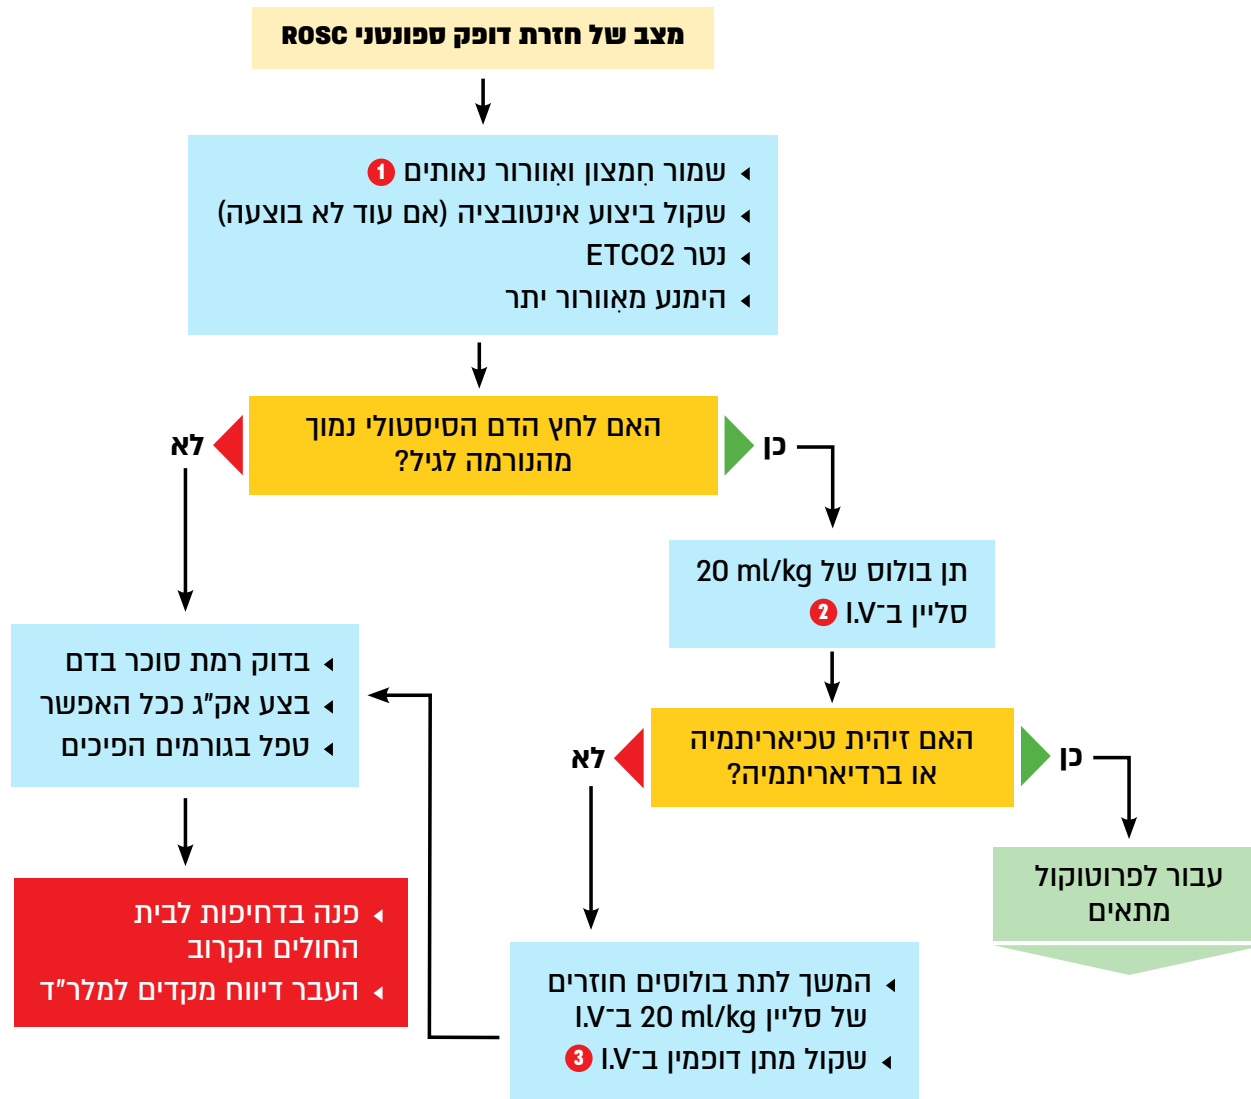 מצב של חזרת דופק ספונטני ROSC
שמור חִמצון ואִוורור נאותים 1
שקול ביצוע אינטובציה (אם עוד לא בוצעה)
נטר ETCO2
הימנע מאִוורור יתר
האם לחץ הדם הסיסטולי נמוך
מהנורמה לגיל?
כן
לא
תן בולוס של 20 ml/kg
סליין ב־I.V 2
האם זיהית טכיאריתמיה
או ברדיאריתמיה?
כן
לא
עבור לפרוטוקול
מתאים
המשך לתת בולוסים חוזרים
של סליין 20 ml/kg ב־I.V
שקול מתן דופמין ב־I.V 3
בדוק רמת סוכר בדם
בצע אק"ג ככל האפשר
טפל בגורמים הפיכים
פנה בדחיפות לבית
החולים הקרוב
העבר דיווח מקדים למלר"ד